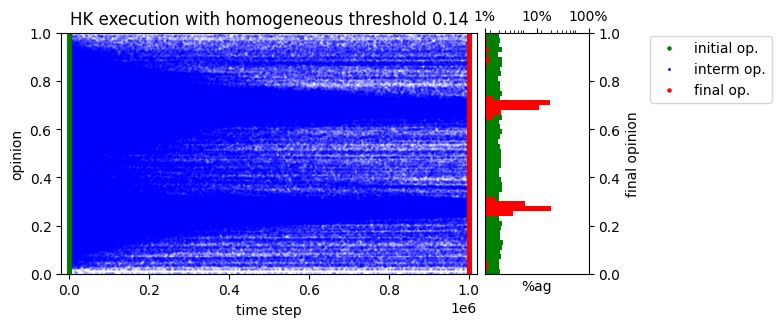 HK execution with homogeneous threshold 0.14
1% 10% 100%
1.0 1.0
0.8 0.8
0.6 0.6
0.4 0.4
0.2 0.2
0.0 0.0
opinion
final opinion
0.0 0.2 0.4 0.6 0.8 1.0
1e6
time step
%ag
initial op.
interm op.
final op.